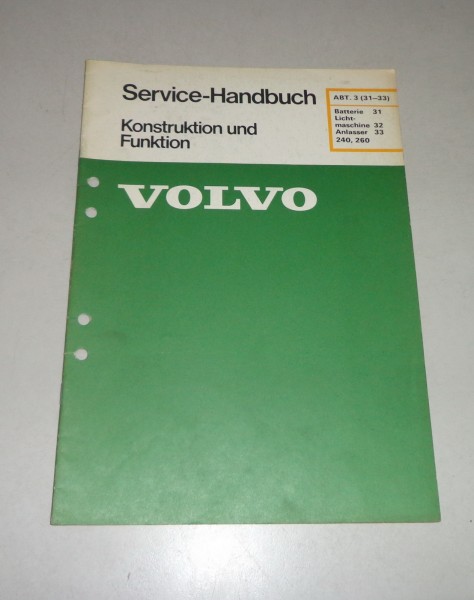 Service-Handbuch
Konstruktion und
Funktion
ABT. 3 (31–33)
Batterie 31
Licht-
maschine 32
Anlasser 33
240, 260
VOLVO